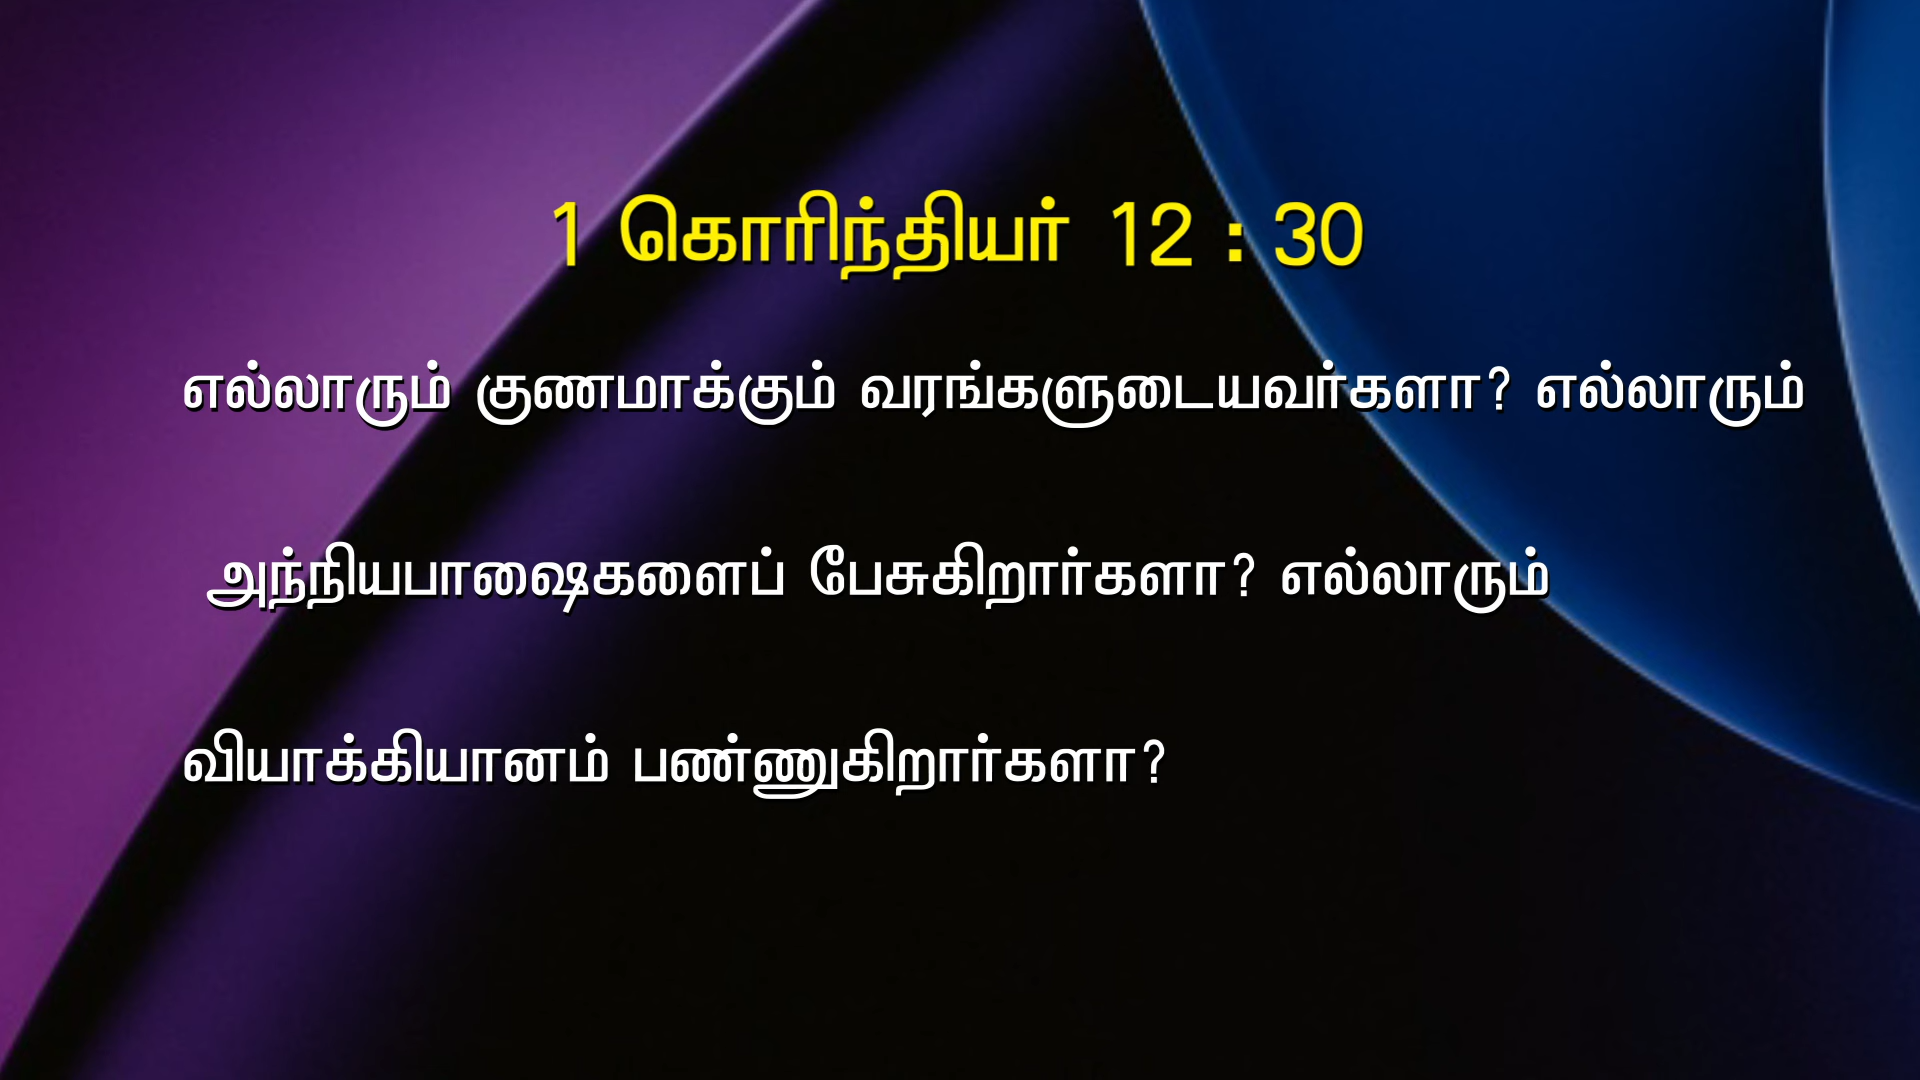 1 கொரிந்தியர் 12 : 30
எல்லாரும் குணமாக்கும் வரங்களுடையவர்களா? எல்லாரும்
அந்நியபாஷைகளைப் பேசுகிறார்களா? எல்லாரும்
வியாக்கியானம் பண்ணுகிறார்களா?